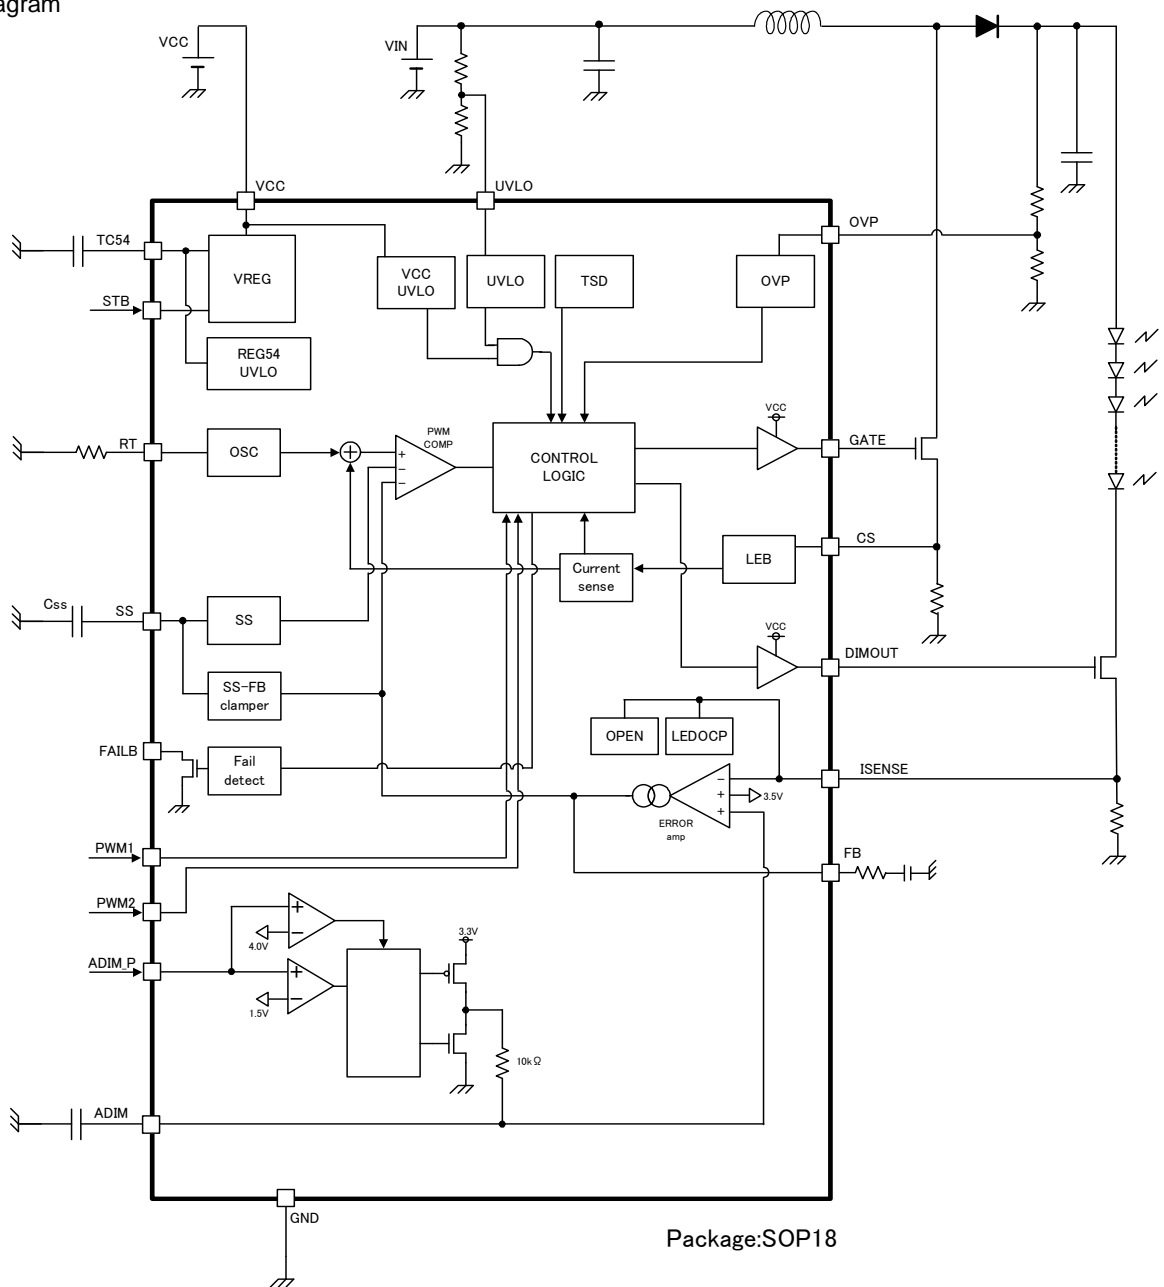 agram
VCC
VIN
VCC
UVLO
TC54
STB
VREG
REG54
UVLO
VCC
UVLO
UVLO
TSD
OVP
OVP
RT
OSC
+
PWM
COMP
+
−
−
CONTROL
LOGIC
VCC
GATE
CS
LEB
Current
sense
Css
SS
SS
SS-FB
clamper
VCC
DIMOUT
OPEN
LEDOCP
FAILB
Fail
detect
ISENSE
−
+
+
3.5V
ERROR
amp
FB
PWM1
PWM2
ADIM_P
+
−
4.0V
+
−
1.5V
3.3V
10kΩ
ADIM
GND
Package:SOP18